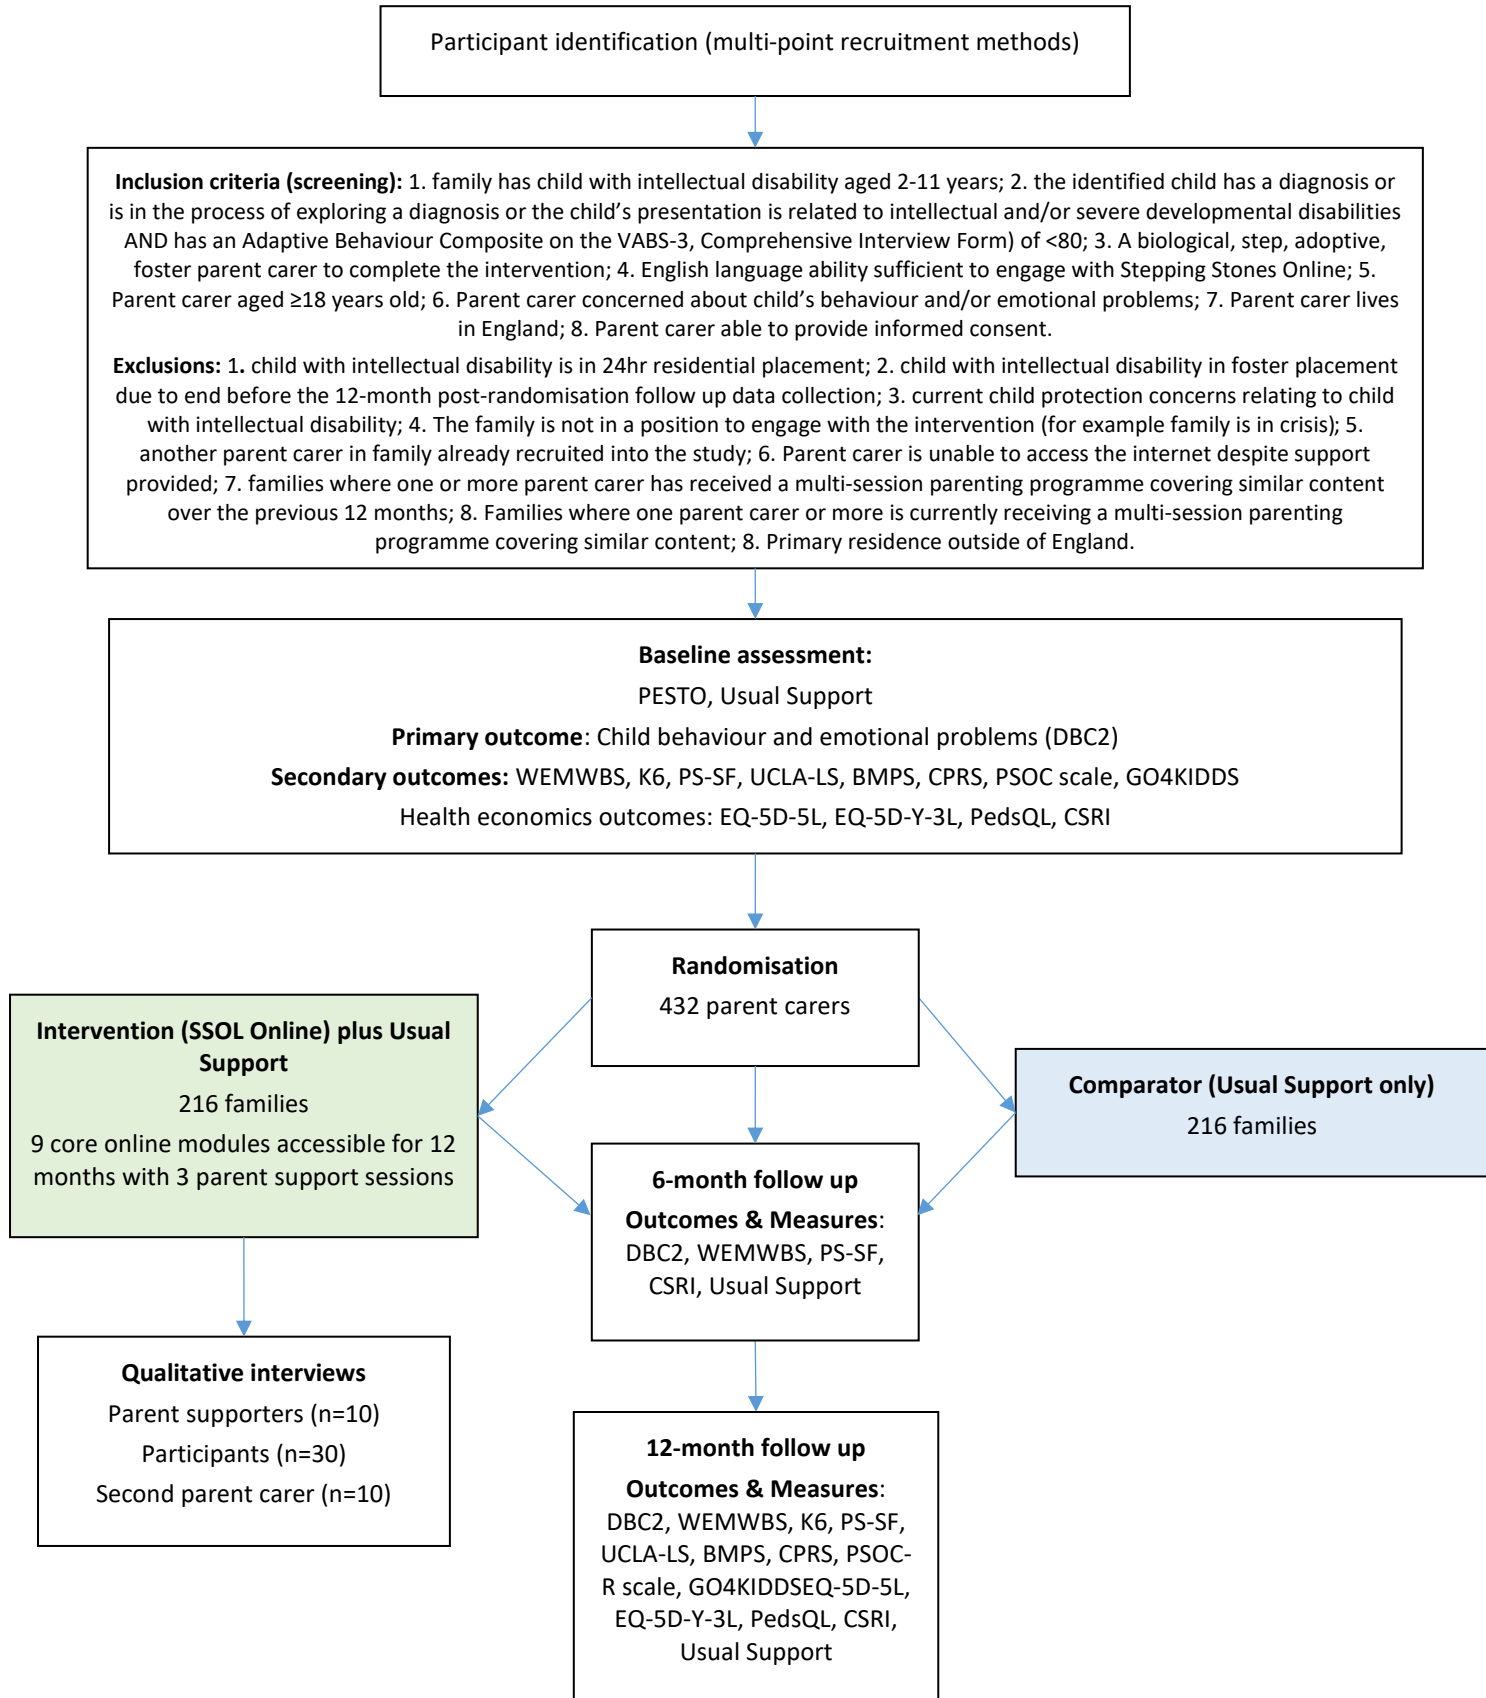 Participant identification (multi-point recruitment methods)
Inclusion criteria (screening): 1. family has child with intellectual disability aged 2-11 years; 2. the identified child has a diagnosis or
is in the process of exploring a diagnosis or the child’s presentation is related to intellectual and/or severe developmental disabilities
AND has an Adaptive Behaviour Composite on the VABS-3, Comprehensive Interview Form) of <80; 3. A biological, step, adoptive,
foster parent carer to complete the intervention; 4. English language ability sufficient to engage with Stepping Stones Online; 5.
Parent carer aged ≥18 years old; 6. Parent carer concerned about child’s behaviour and/or emotional problems; 7. Parent carer lives
in England; 8. Parent carer able to provide informed consent.
Exclusions: 1. child with intellectual disability is in 24hr residential placement; 2. child with intellectual disability in foster placement
due to end before the 12-month post-randomisation follow up data collection; 3. current child protection concerns relating to child
with intellectual disability; 4. The family is not in a position to engage with the intervention (for example family is in crisis); 5.
another parent carer in family already recruited into the study; 6. Parent carer is unable to access the internet despite support
provided; 7. families where one or more parent carer has received a multi-session parenting programme covering similar content
over the previous 12 months; 8. Families where one parent carer or more is currently receiving a multi-session parenting
programme covering similar content; 8. Primary residence outside of England.
Baseline assessment:
PESTO, Usual Support
Primary outcome: Child behaviour and emotional problems (DBC2)
Secondary outcomes: WEMWBS, K6, PS-SF, UCLA-LS, BMPS, CPRS, PSOC scale, GO4KIDDS
Health economics outcomes: EQ-5D-5L, EQ-5D-Y-3L, PedsQL, CSRI
Randomisation
432 parent carers
Intervention (SSOL Online) plus Usual
Support
216 families
9 core online modules accessible for 12
months with 3 parent support sessions
Comparator (Usual Support only)
216 families
6-month follow up
Outcomes & Measures:
DBC2, WEMWBS, PS-SF,
CSRI, Usual Support
Qualitative interviews
Parent supporters (n=10)
Participants (n=30)
Second parent carer (n=10)
12-month follow up
Outcomes & Measures:
DBC2, WEMWBS, K6, PS-SF,
UCLA-LS, BMPS, CPRS, PSOC-
R scale, GO4KIDDSEQ-5D-5L,
EQ-5D-Y-3L, PedsQL, CSRI,
Usual Support